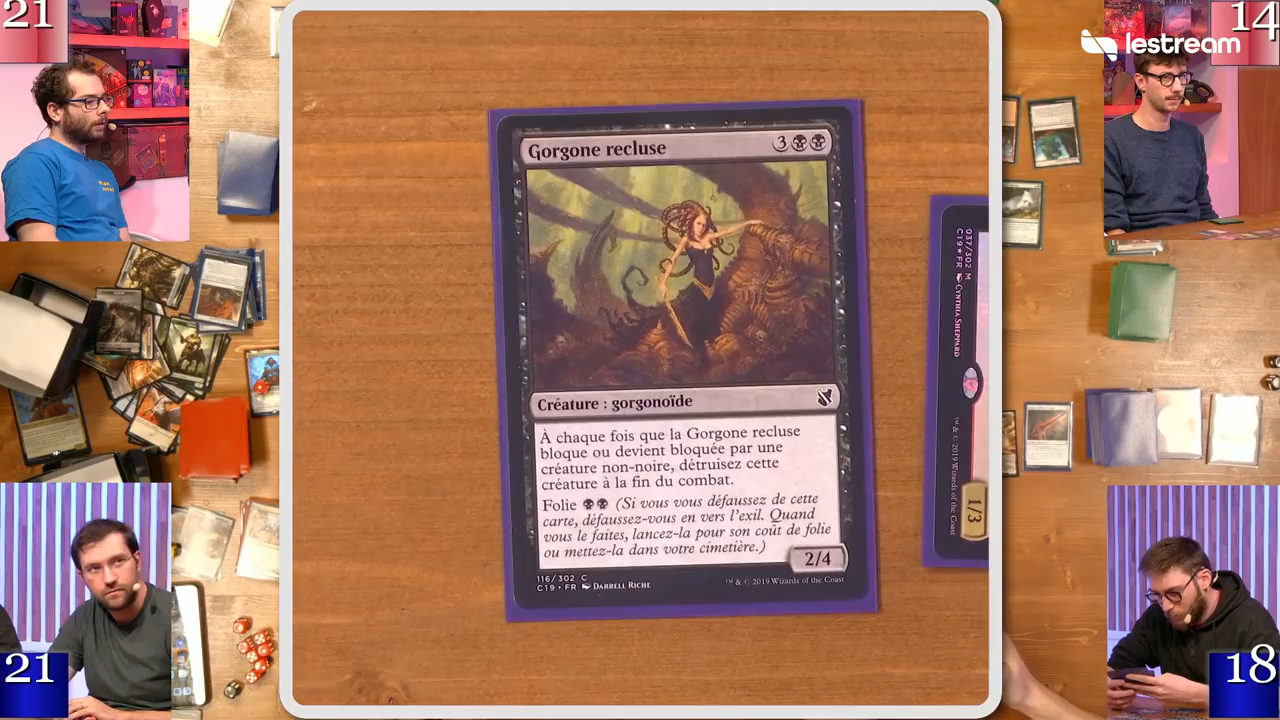 21
14
lestream
Gorgone recluse
3
Créature : gorgonoïde
À chaque fois que la Gorgone recluse
bloque ou devient bloquée par une
créature non-noire, détruisez cette
créature à la fin du combat.
Folie (Si vous vous défaussez de cette
carte, défaussez-vous en vers l'exil. Quand
vous le faites, lancez-la pour son coût de folie
ou mettez-la dans votre cimetière.)
2/4
116/302 C
C19 • FR DARRELL RICHE
™ & © 2019 Wizards of the Coast
037/302 M
C19 ★ FR CYNTHIA SHEPPARD
™ & © 2019 Wizards of the Coast
1/3
21
18